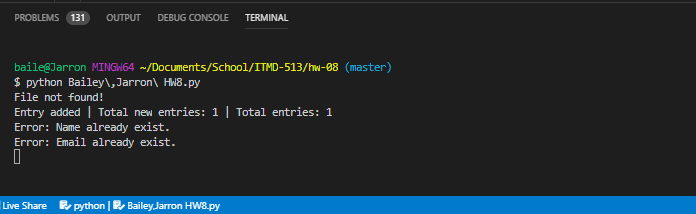 PROBLEMS 131 OUTPUT DEBUG CONSOLE TERMINAL
baile@Jarron MINGW64 ~/Documents/School/ITMD-513/hw-08 (master)
$ python Bailey\,Jarron\ HW8.py
File not found!
Entry added | Total new entries: 1 | Total entries: 1
Error: Name already exist.
Error: Email already exist.
Live Share python | Bailey,Jarron HW8.py